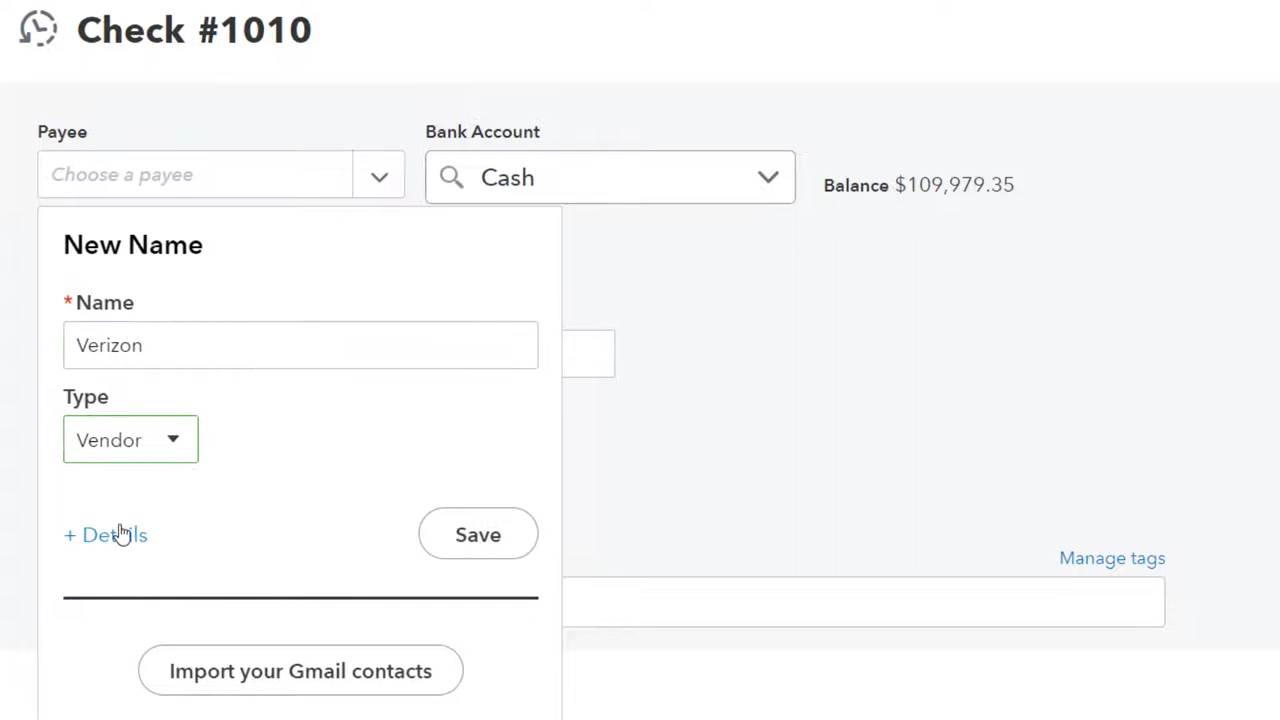 Check #1010
Payee
Bank Account
Choose a payee
Cash
Balance $109,979.35
New Name
*Name
Verizon
Type
Vendor
+ Details
Save
Manage tags
Import your Gmail contacts